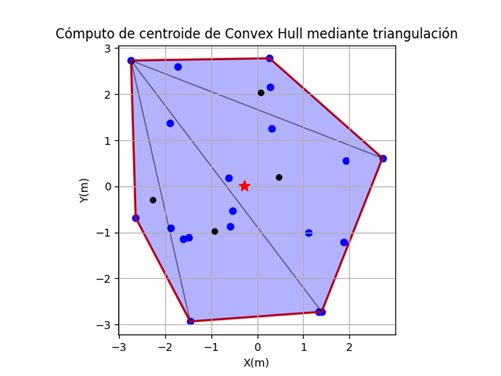 Cómputo de centroide de Convex Hull mediante triangulación
3
2
1
0
−1
−2
−3
Y(m)
−3 −2 −1 0 1 2
X(m)